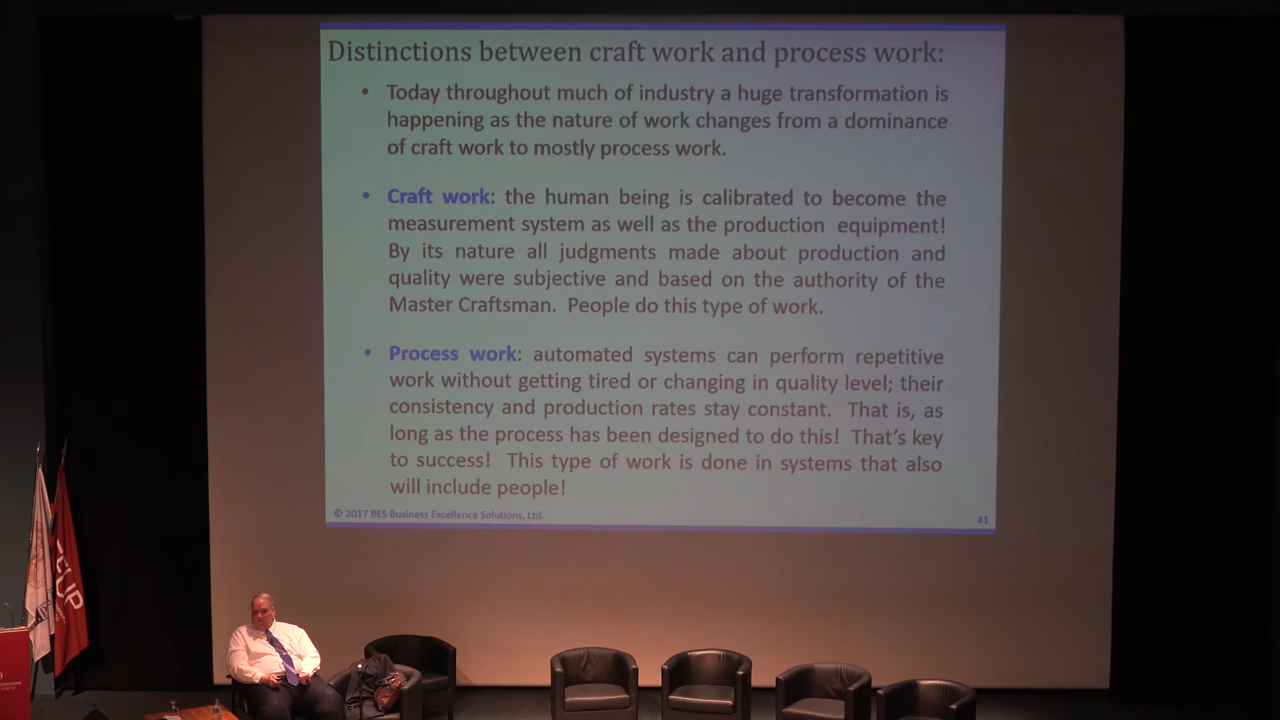 Distinctions between craft work and process work:
• Today throughout much of industry a huge transformation is
happening as the nature of work changes from a dominance
of craft work to mostly process work.
• Craft work: the human being is calibrated to become the
measurement system as well as the production equipment!
By its nature all judgments made about production and
quality were subjective and based on the authority of the
Master Craftsman. People do this type of work.
• Process work: automated systems can perform repetitive
work without getting tired or changing in quality level; their
consistency and production rates stay constant. That is, as
long as the process has been designed to do this! That's key
to success! This type of work is done in systems that also
will include people!
© 2017 BES Business Excellence Solutions, Ltd.
41